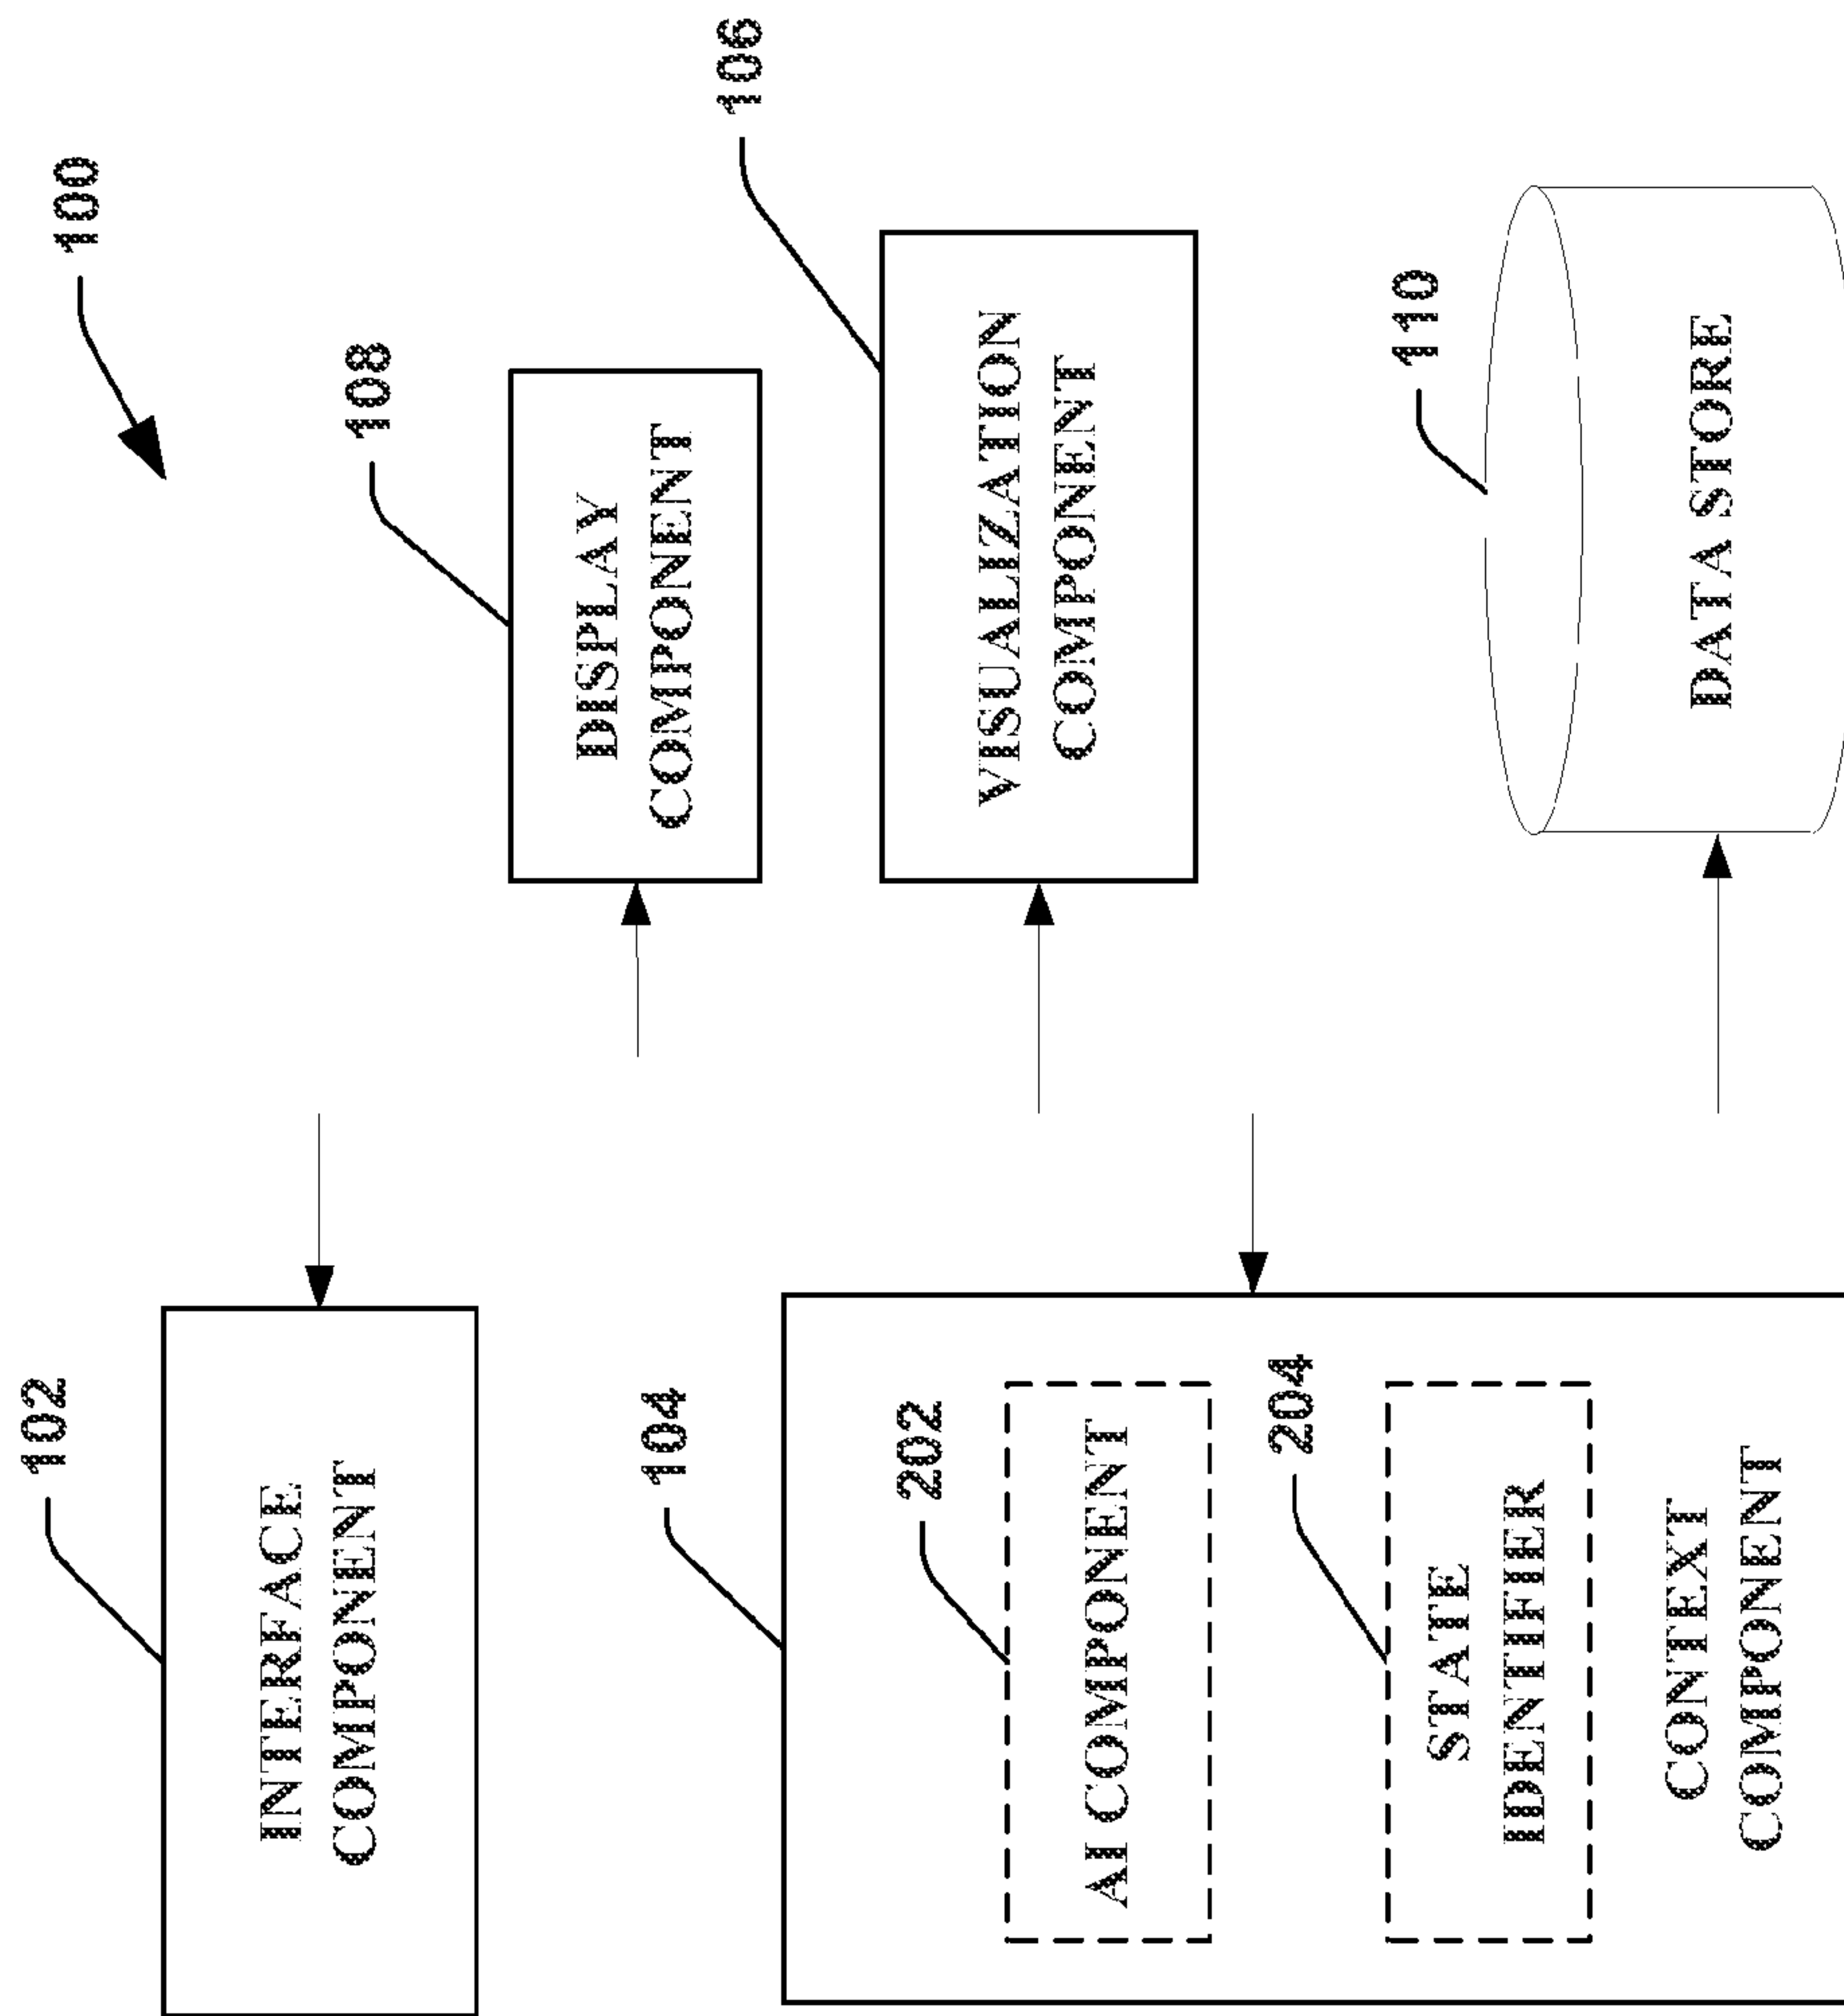 100
102
INTERFACE
COMPONENT
108
DISPLAY
COMPONENT
104
202
AI COMPONENT
204
STATE
IDENTIFIER
CONTEXT
COMPONENT
106
VISUALIZATION
COMPONENT
110
DATA STORE